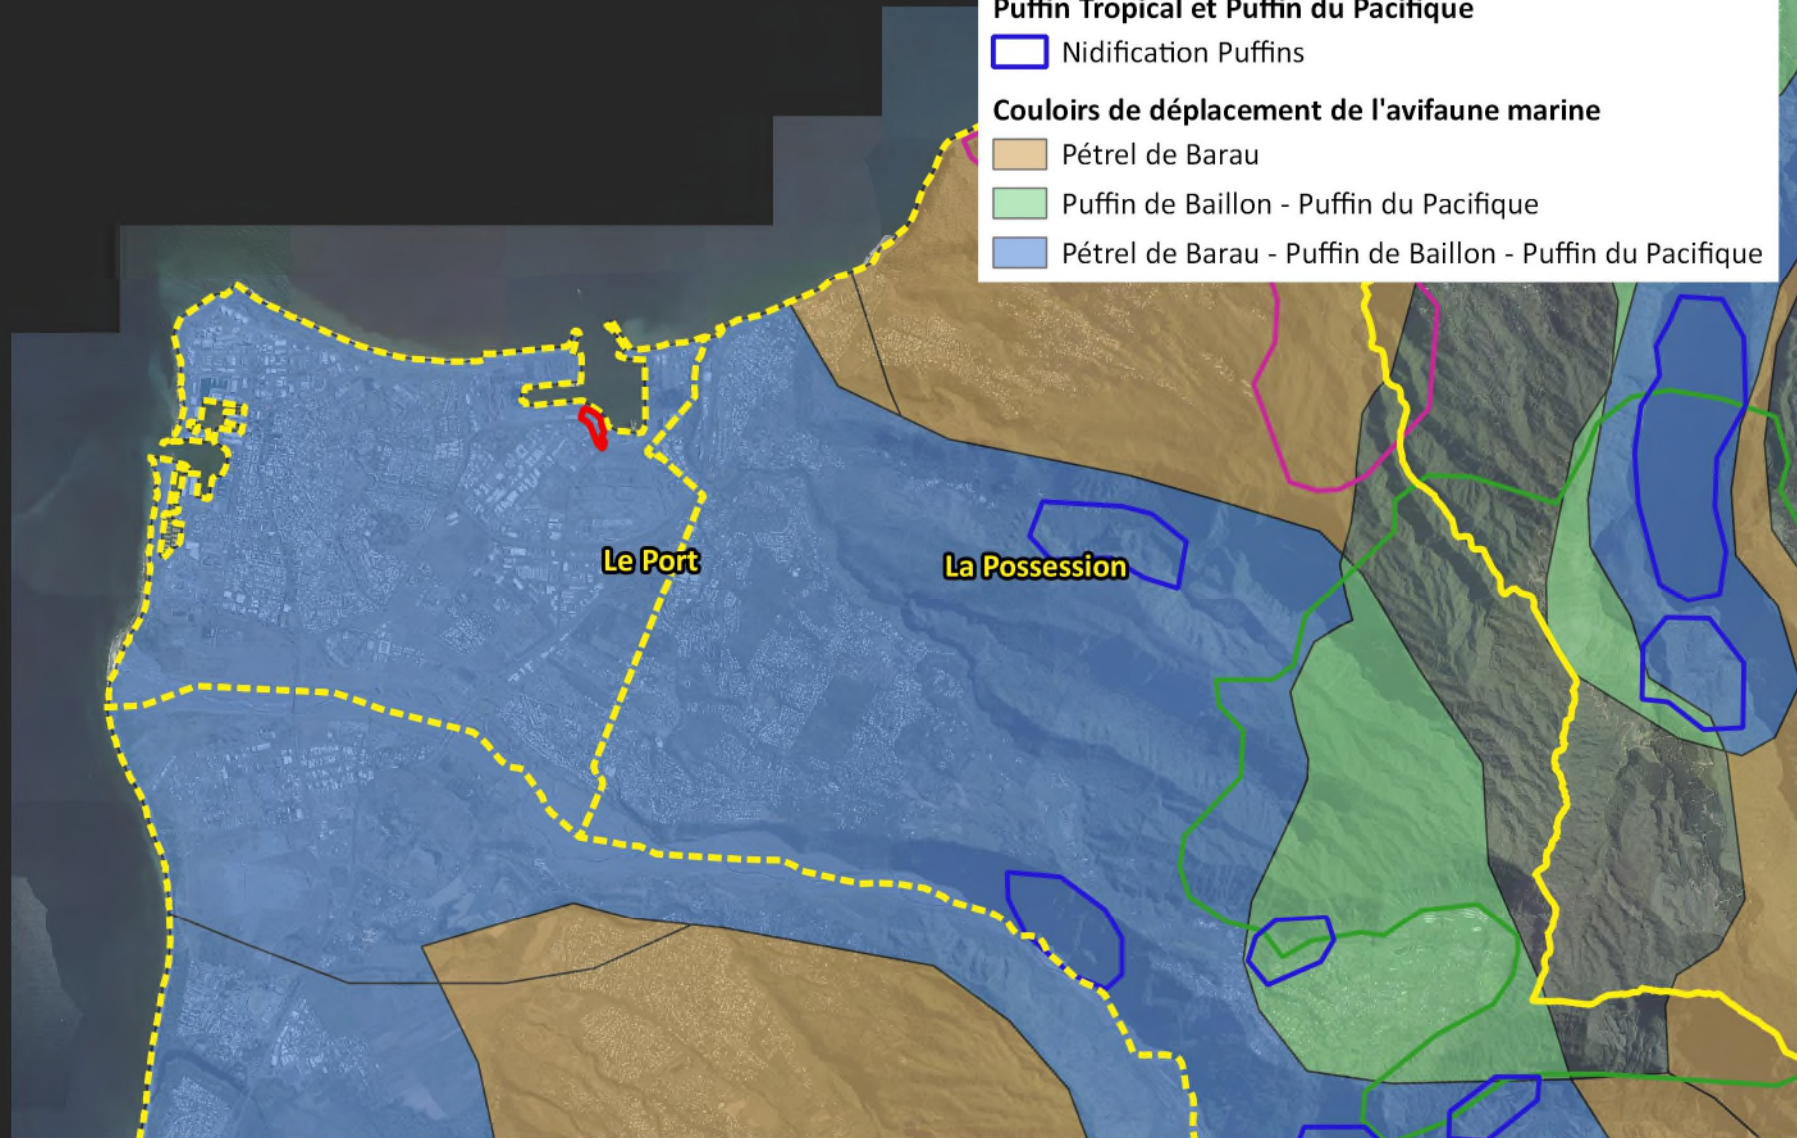 Puffin Tropical et Puffin du Pacifique
Nidification Puffins
Couloirs de déplacement de l'avifaune marine
Pétrel de Barau
Puffin de Baillon - Puffin du Pacifique
Pétrel de Barau - Puffin de Baillon - Puffin du Pacifique
Le Port
La Possession